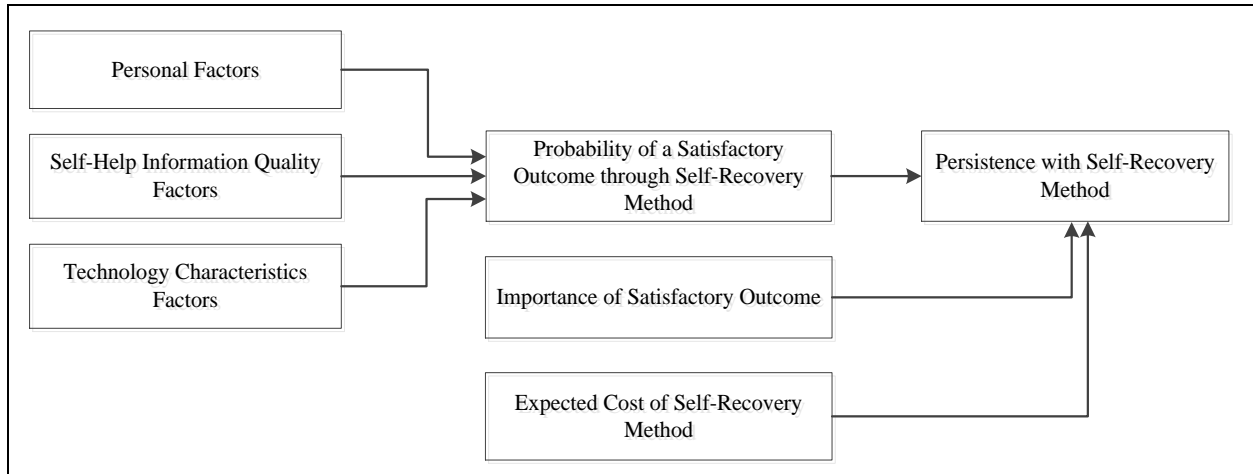 Personal Factors
Self-Help Information Quality
Factors
Technology Characteristics
Factors
Probability of a Satisfactory
Outcome through Self-Recovery
Method
Importance of Satisfactory Outcome
Expected Cost of Self-Recovery
Method
Persistence with Self-Recovery
Method